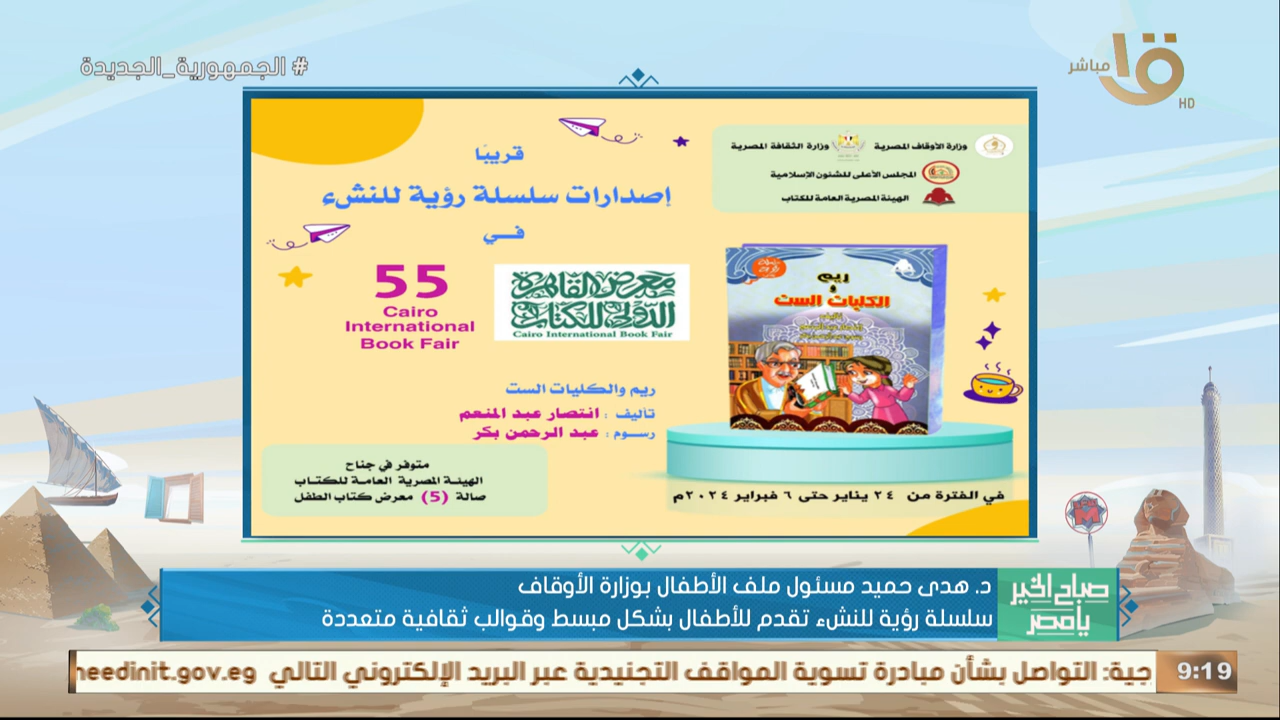 # الجمهورية_الجديدة
مباشر
HD
وزارة الأوقاف المصرية
وزارة الثقافة المصرية
المجلس الأعلى للشئون الإسلامية
الهيئة المصرية العامة للكتاب
قريبًا
إصدارات سلسلة رؤية للنشء
في
معرض القاهرة
الدولي للكتاب
Cairo International Book Fair
55
Cairo
International
Book Fair
ريم
و
الكليات الست
ريم والكليات الست
تأليف : انتصار عبد المنعم
رسوم : عبد الرحمن بكر
متوفر في جناح
الهيئة المصرية العامة للكتاب
صالة (5) معرض كتاب الطفل
في الفترة من ٢٤ يناير حتى ٦ فبراير ٢٠٢٤م
صباح الخير
يا مصر
د. هدى حميد مسئول ملف الأطفال بوزارة الأوقاف
سلسلة رؤية للنشء تقدم للأطفال بشكل مبسط وقوالب ثقافية متعددة
جية: التواصل بشأن مبادرة تسوية المواقف التجنيدية عبر البريد الإلكتروني التالي needinit.gov.eg
9:19